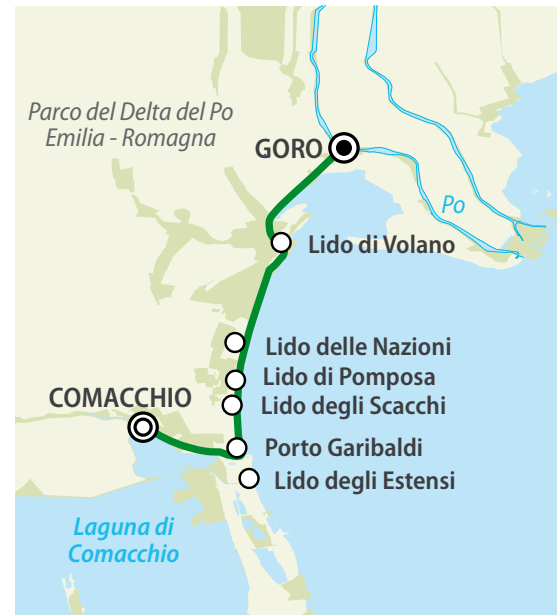 Parco del Delta del Po
Emilia - Romagna
GORO
Po
Lido di Volano
Lido delle Nazioni
Lido di Pomposa
COMACCHIO
Lido degli Scacchi
Porto Garibaldi
Lido degli Estensi
Laguna di
Comacchio